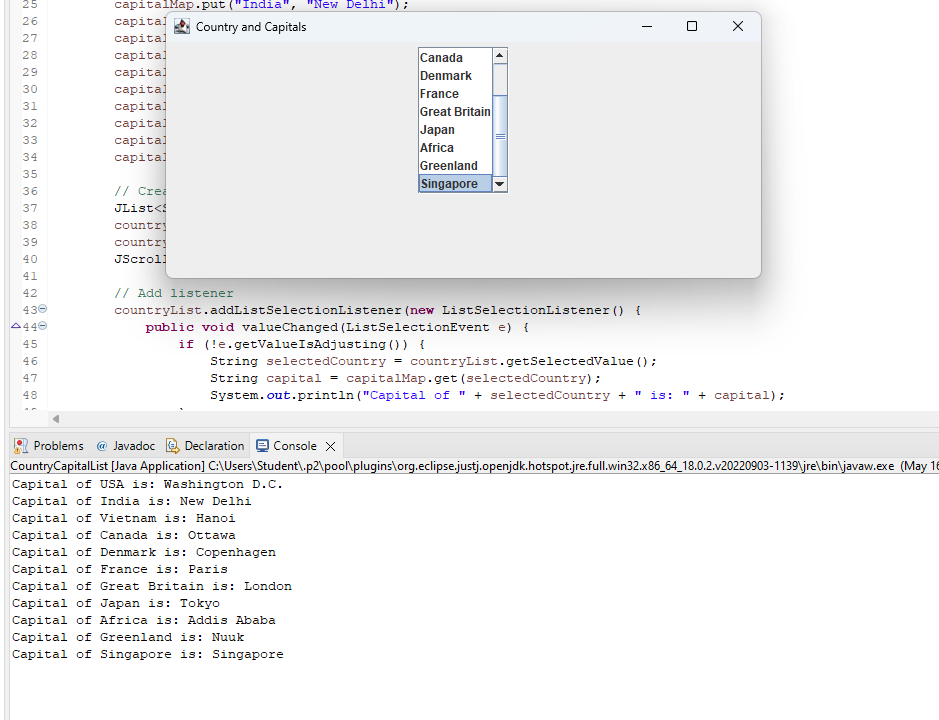 25 capitalMap.put("India", "New Delhi");
26 capital
Country and Capitals
27 capital
28 capital
29 capital
30 capital
31 capital
32 capital
33 capital
34 capital
35
36 // Crea
37 JList<S
38 country
39 country
40 JScroll
Canada
Denmark
France
Great Britain
Japan
Africa
Greenland
Singapore
41
42 // Add listener
43 countryList.addListSelectionListener(new ListSelectionListener() {
44 public void valueChanged(ListSelectionEvent e) {
45 if (!e.getValueIsAdjusting()) {
46 String selectedCountry = countryList.getSelectedValue();
47 String capital = capitalMap.get(selectedCountry);
48 System.out.println("Capital of " + selectedCountry + " is: " + capital);
Problems @ Javadoc Declaration Console
CountryCapitalList [Java Application] C:\Users\Student\.p2\pool\plugins\org.eclipse.justj.openjdk.hotspot.jre.full.win32.x86_64_18.0.2.v20220903-1139\jre\bin\javaw.exe (May 16
Capital of USA is: Washington D.C.
Capital of India is: New Delhi
Capital of Vietnam is: Hanoi
Capital of Canada is: Ottawa
Capital of Denmark is: Copenhagen
Capital of France is: Paris
Capital of Great Britain is: London
Capital of Japan is: Tokyo
Capital of Africa is: Addis Ababa
Capital of Greenland is: Nuuk
Capital of Singapore is: Singapore